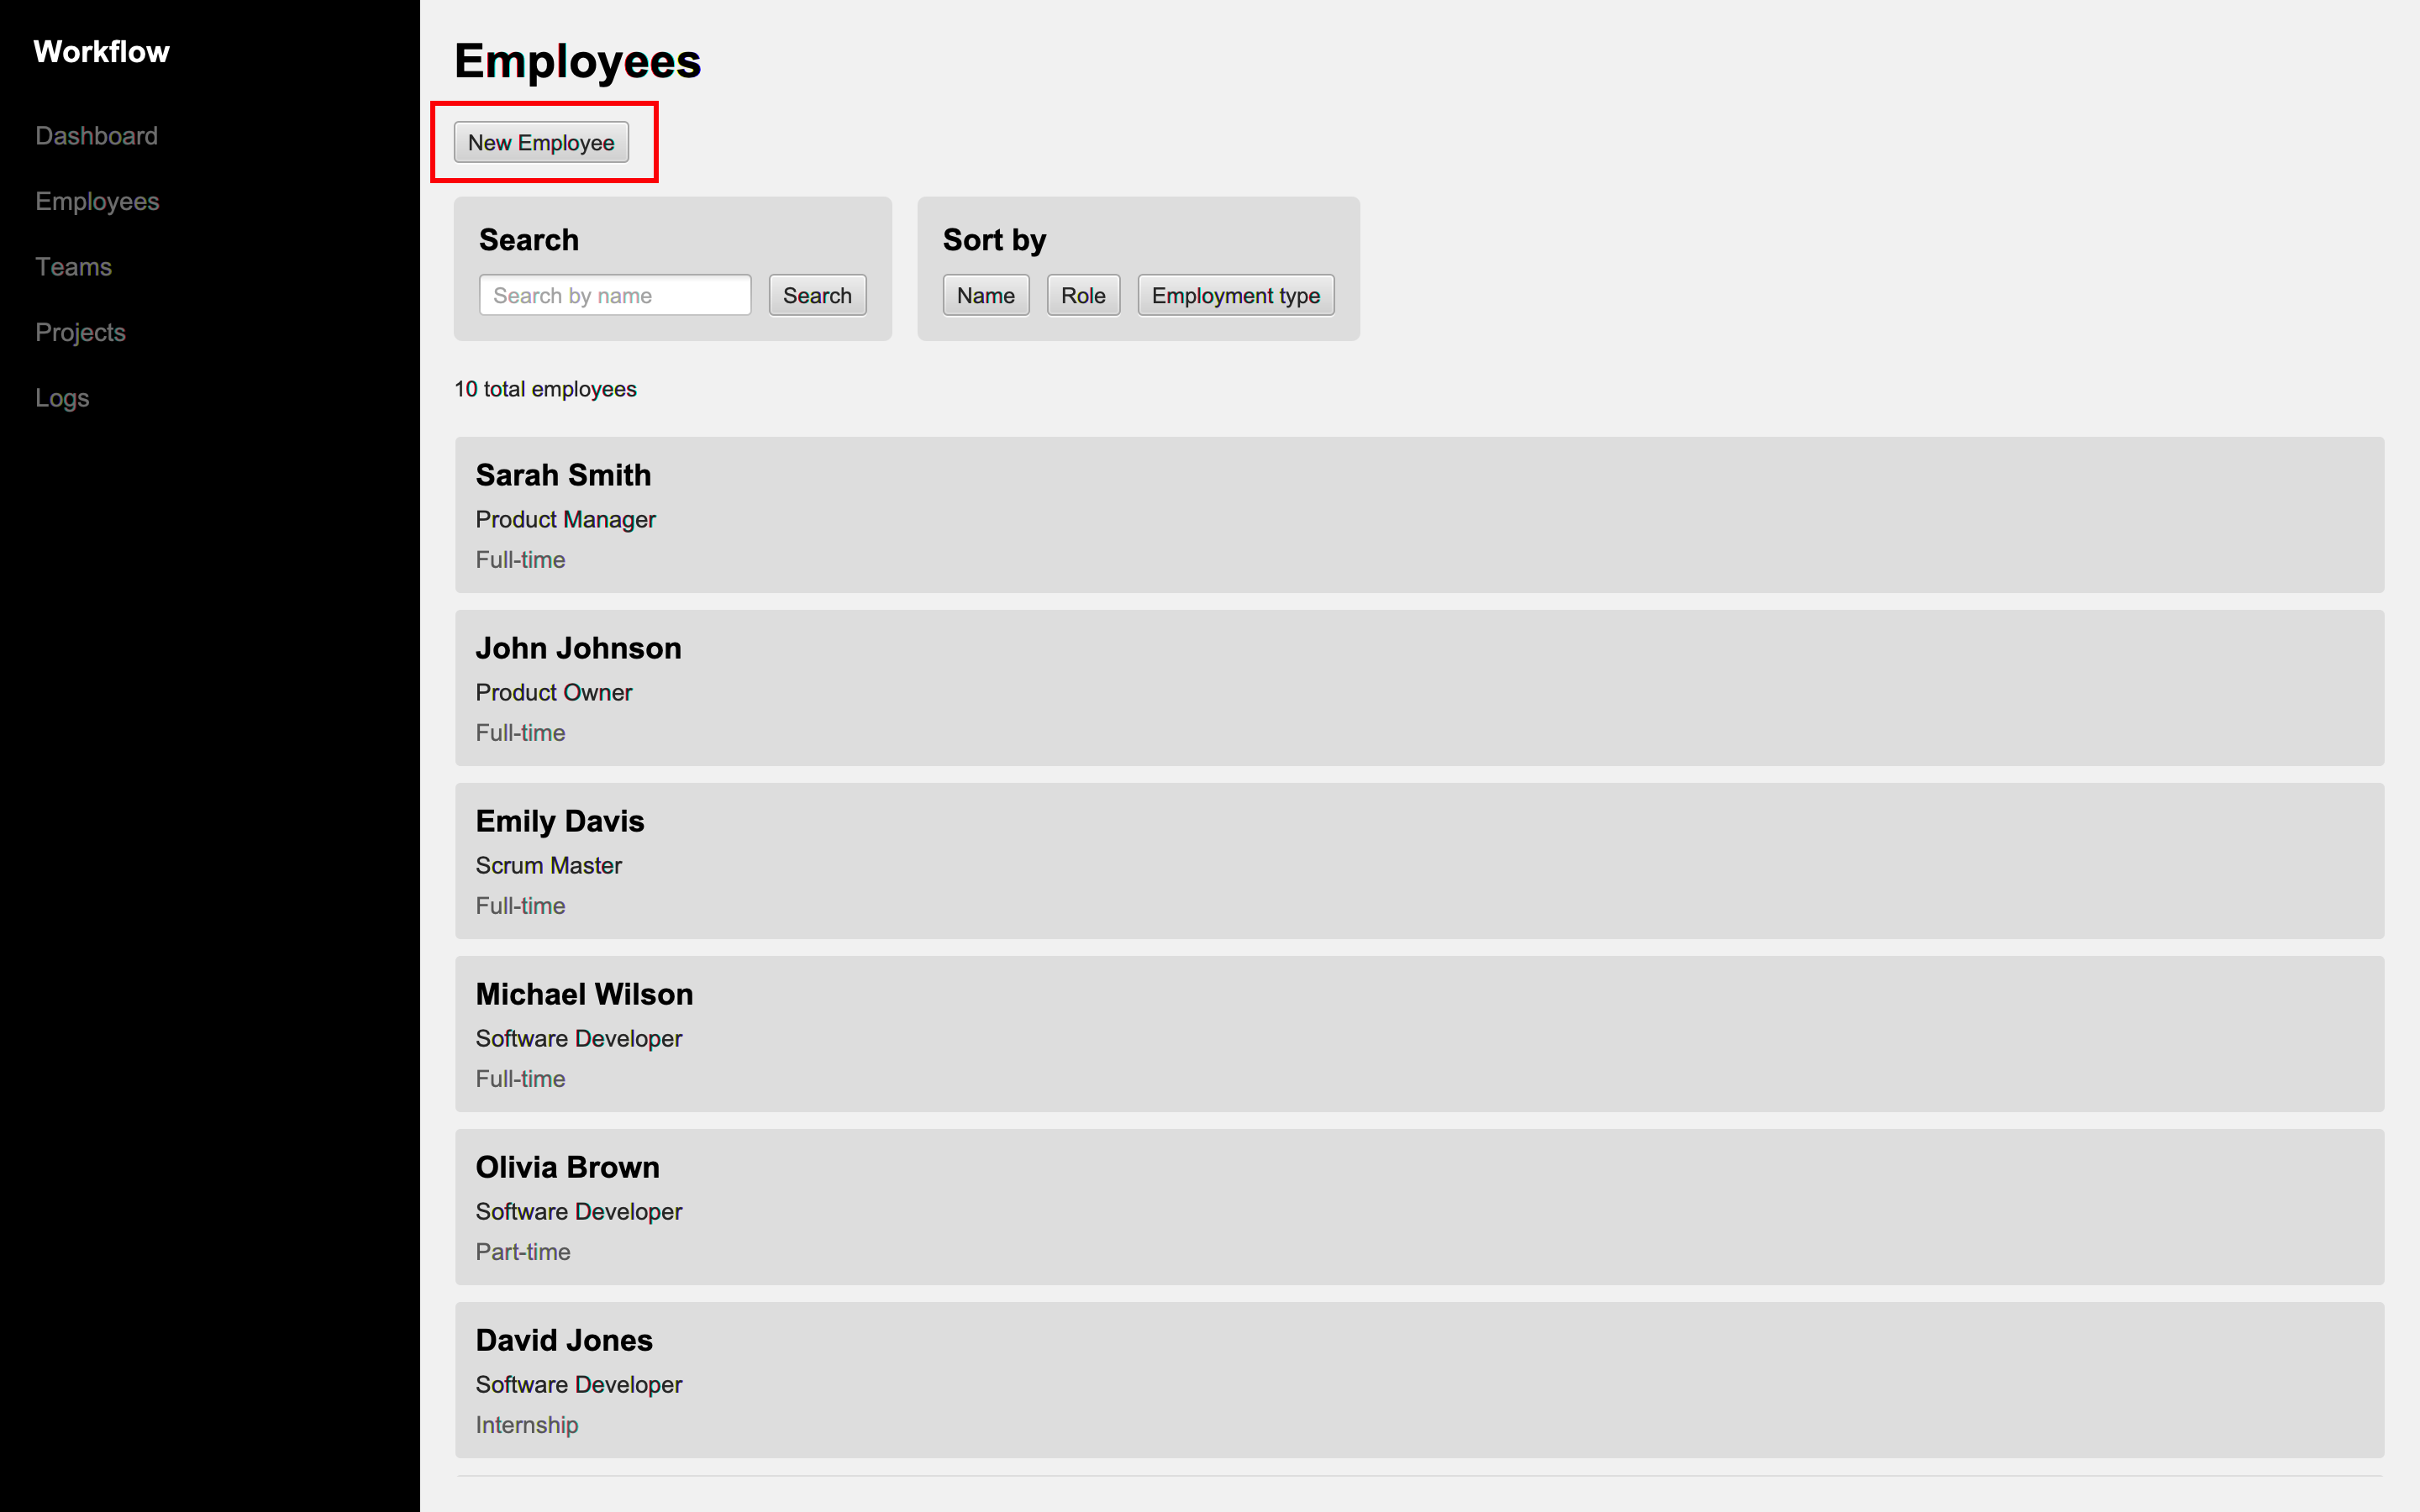 Workflow
Dashboard
Employees
Teams
Projects
Logs
Employees
New Employee
Search
Search by name
Search
Sort by
Name
Role
Employment type
10 total employees
Sarah Smith
Product Manager
Full-time
John Johnson
Product Owner
Full-time
Emily Davis
Scrum Master
Full-time
Michael Wilson
Software Developer
Full-time
Olivia Brown
Software Developer
Part-time
David Jones
Software Developer
Internship